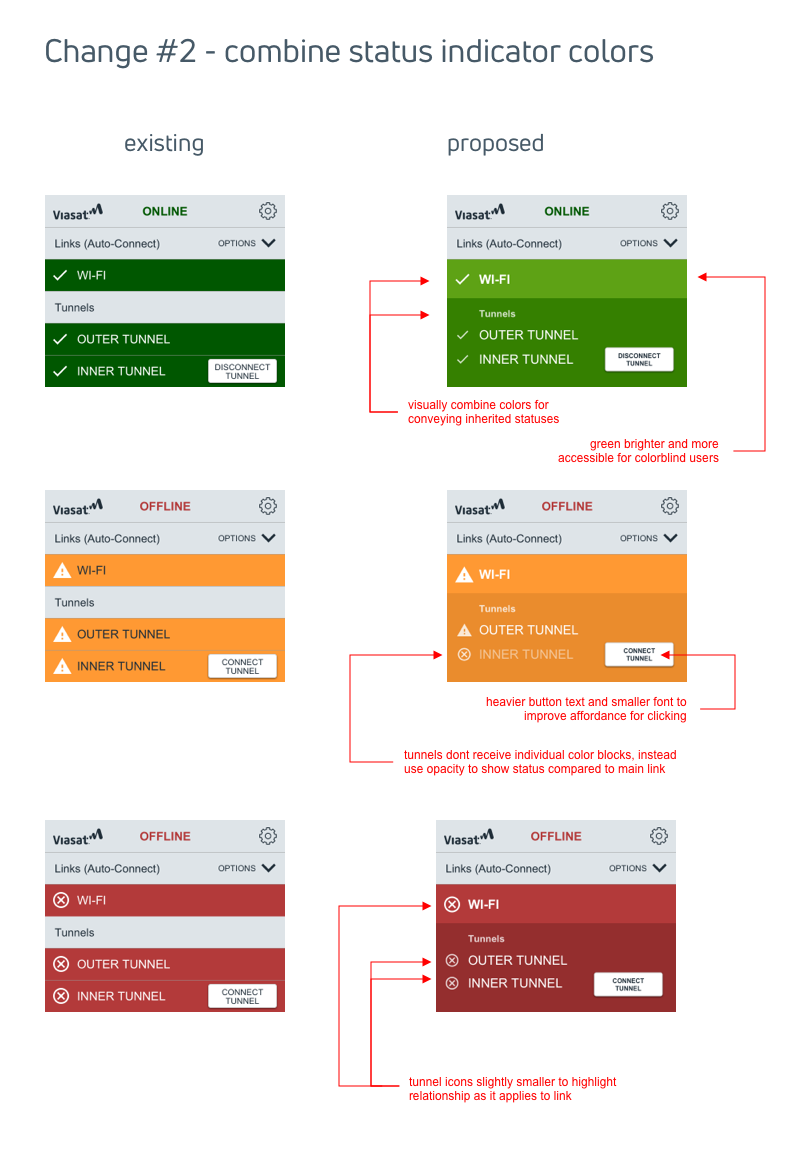 Change #2 - combine status indicator colors
existing
proposed
Viasat
ONLINE
Links (Auto-Connect)
OPTIONS
WI-FI
Tunnels
OUTER TUNNEL
INNER TUNNEL
DISCONNECT
TUNNEL
Viasat
ONLINE
Links (Auto-Connect)
OPTIONS
WI-FI
Tunnels
OUTER TUNNEL
INNER TUNNEL
DISCONNECT
TUNNEL
visually combine colors for
conveying inherited statuses
green brighter and more
accessible for colorblind users
Viasat
OFFLINE
Links (Auto-Connect)
OPTIONS
WI-FI
Tunnels
OUTER TUNNEL
INNER TUNNEL
CONNECT
TUNNEL
Viasat
OFFLINE
Links (Auto-Connect)
OPTIONS
WI-FI
Tunnels
OUTER TUNNEL
INNER TUNNEL
CONNECT
TUNNEL
heavier button text and smaller font to
improve affordance for clicking
tunnels dont receive individual color blocks, instead
use opacity to show status compared to main link
Viasat
OFFLINE
Links (Auto-Connect)
OPTIONS
WI-FI
Tunnels
OUTER TUNNEL
INNER TUNNEL
CONNECT
TUNNEL
Viasat
OFFLINE
Links (Auto-Connect)
OPTIONS
WI-FI
Tunnels
OUTER TUNNEL
INNER TUNNEL
CONNECT
TUNNEL
tunnel icons slightly smaller to highlight
relationship as it applies to link